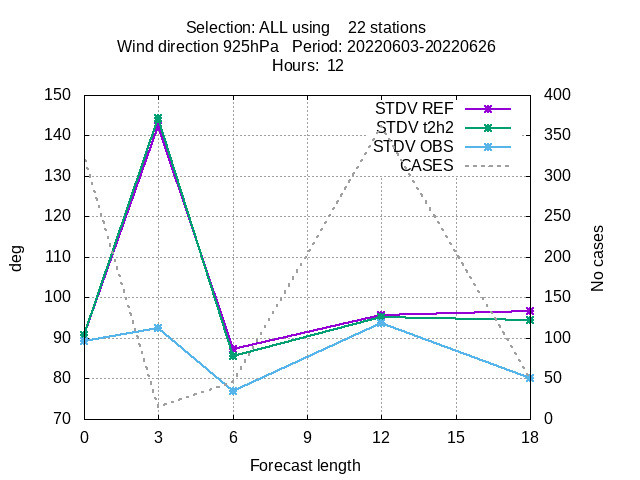 Selection: ALL using    22 stations
Wind direction 925hPa   Period: 20220603-20220626
Hours:  12
STDV REF
STDV t2h2
STDV OBS
CASES
150
140
130
120
110
100
90
80
70
deg
400
350
300
250
200
150
100
50
0
No cases
0 3 6 9 12 15 18
Forecast length